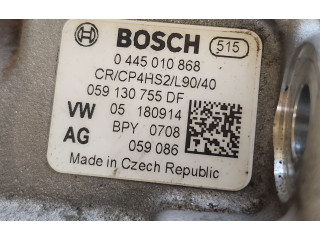 BOSCH 515
0 445 010 868
CR/CP4HS2/L90/40
059 130 755 DF
VW 05 180914
AG BPY 0708
059 086
Made in Czech Republic